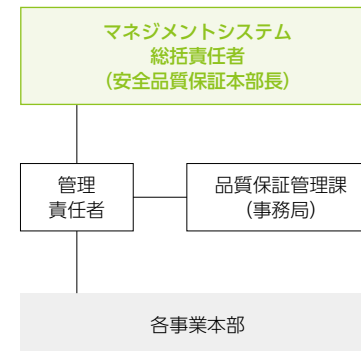 マネジメントシステム
総括責任者
（安全品質保証本部長）
管理
責任者
品質保証管理課
（事務局）
各事業本部